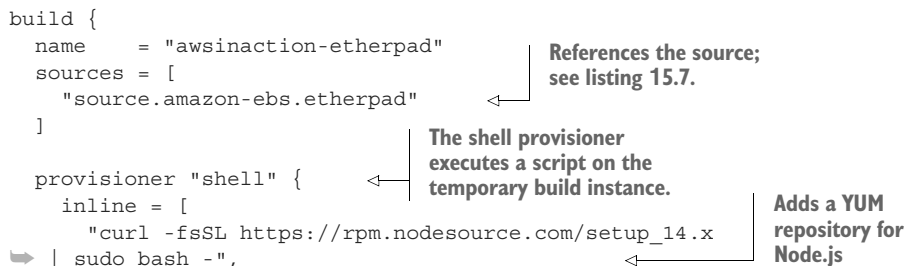 build {
name    = "awsinaction-etherpad"
sources = [
"source.amazon-ebs.etherpad"
]
References the source;
see listing 15.7.
provisioner "shell" {
The shell provisioner
executes a script on the
temporary build instance.
inline = [
"curl -fsSL https://rpm.nodesource.com/setup_14.x
➥ | sudo bash -",
Adds a YUM
repository for
Node.js